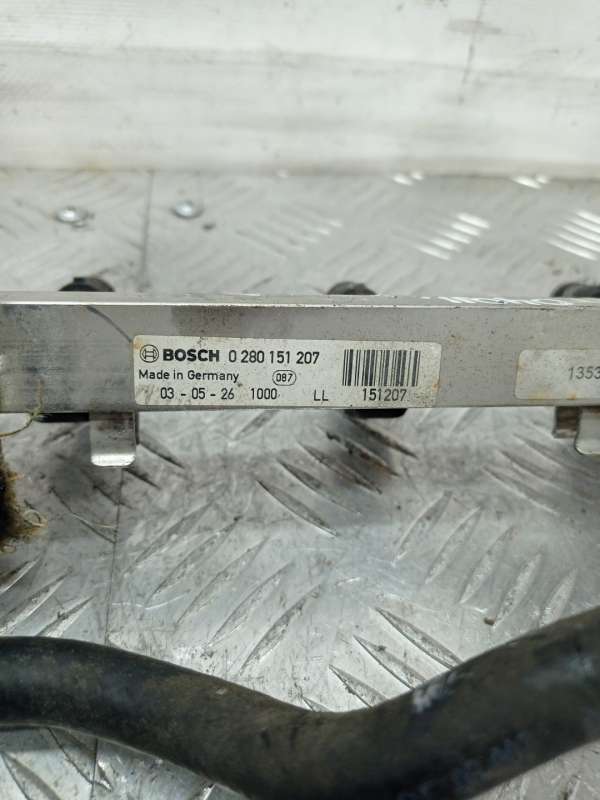 BOSCH 0 280 151 207
Made in Germany 087
03 - 05 - 26 1000 LL 151207
1353